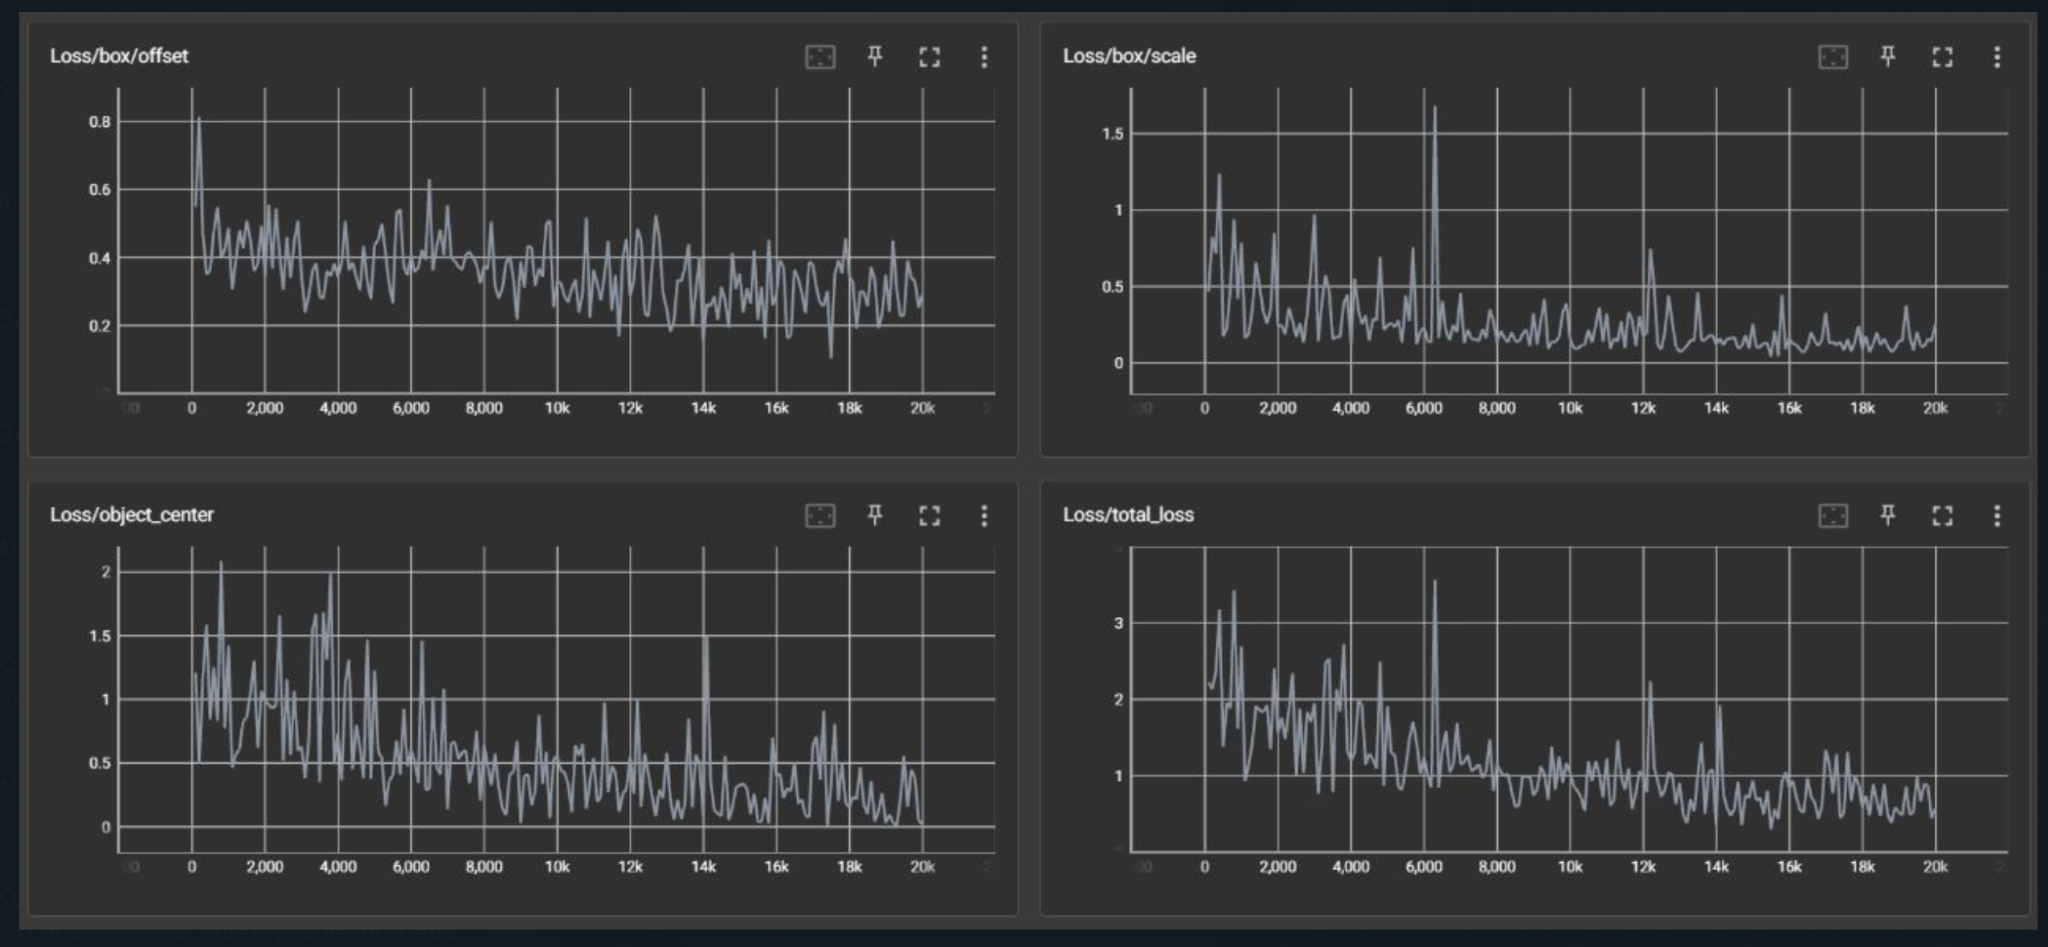 Loss/box/offset
0.8
0.6
0.4
0.2
0 2,000 4,000 6,000 8,000 10k 12k 14k 16k 18k 20k
Loss/box/scale
1.5
1
0.5
0
0 2,000 4,000 6,000 8,000 10k 12k 14k 16k 18k 20k
Loss/object_center
2
1.5
1
0.5
0
0 2,000 4,000 6,000 8,000 10k 12k 14k 16k 18k 20k
Loss/total_loss
3
2
1
0 2,000 4,000 6,000 8,000 10k 12k 14k 16k 18k 20k